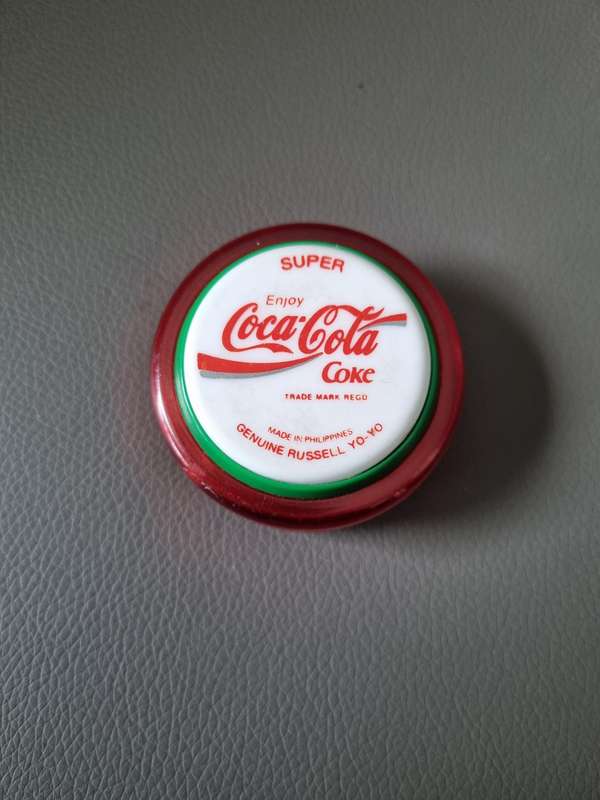 SUPER
Enjoy
Coca-Cola
Coke
TRADE MARK REGD
MADE IN PHILIPPINES
GENUINE RUSSELL YO-YO